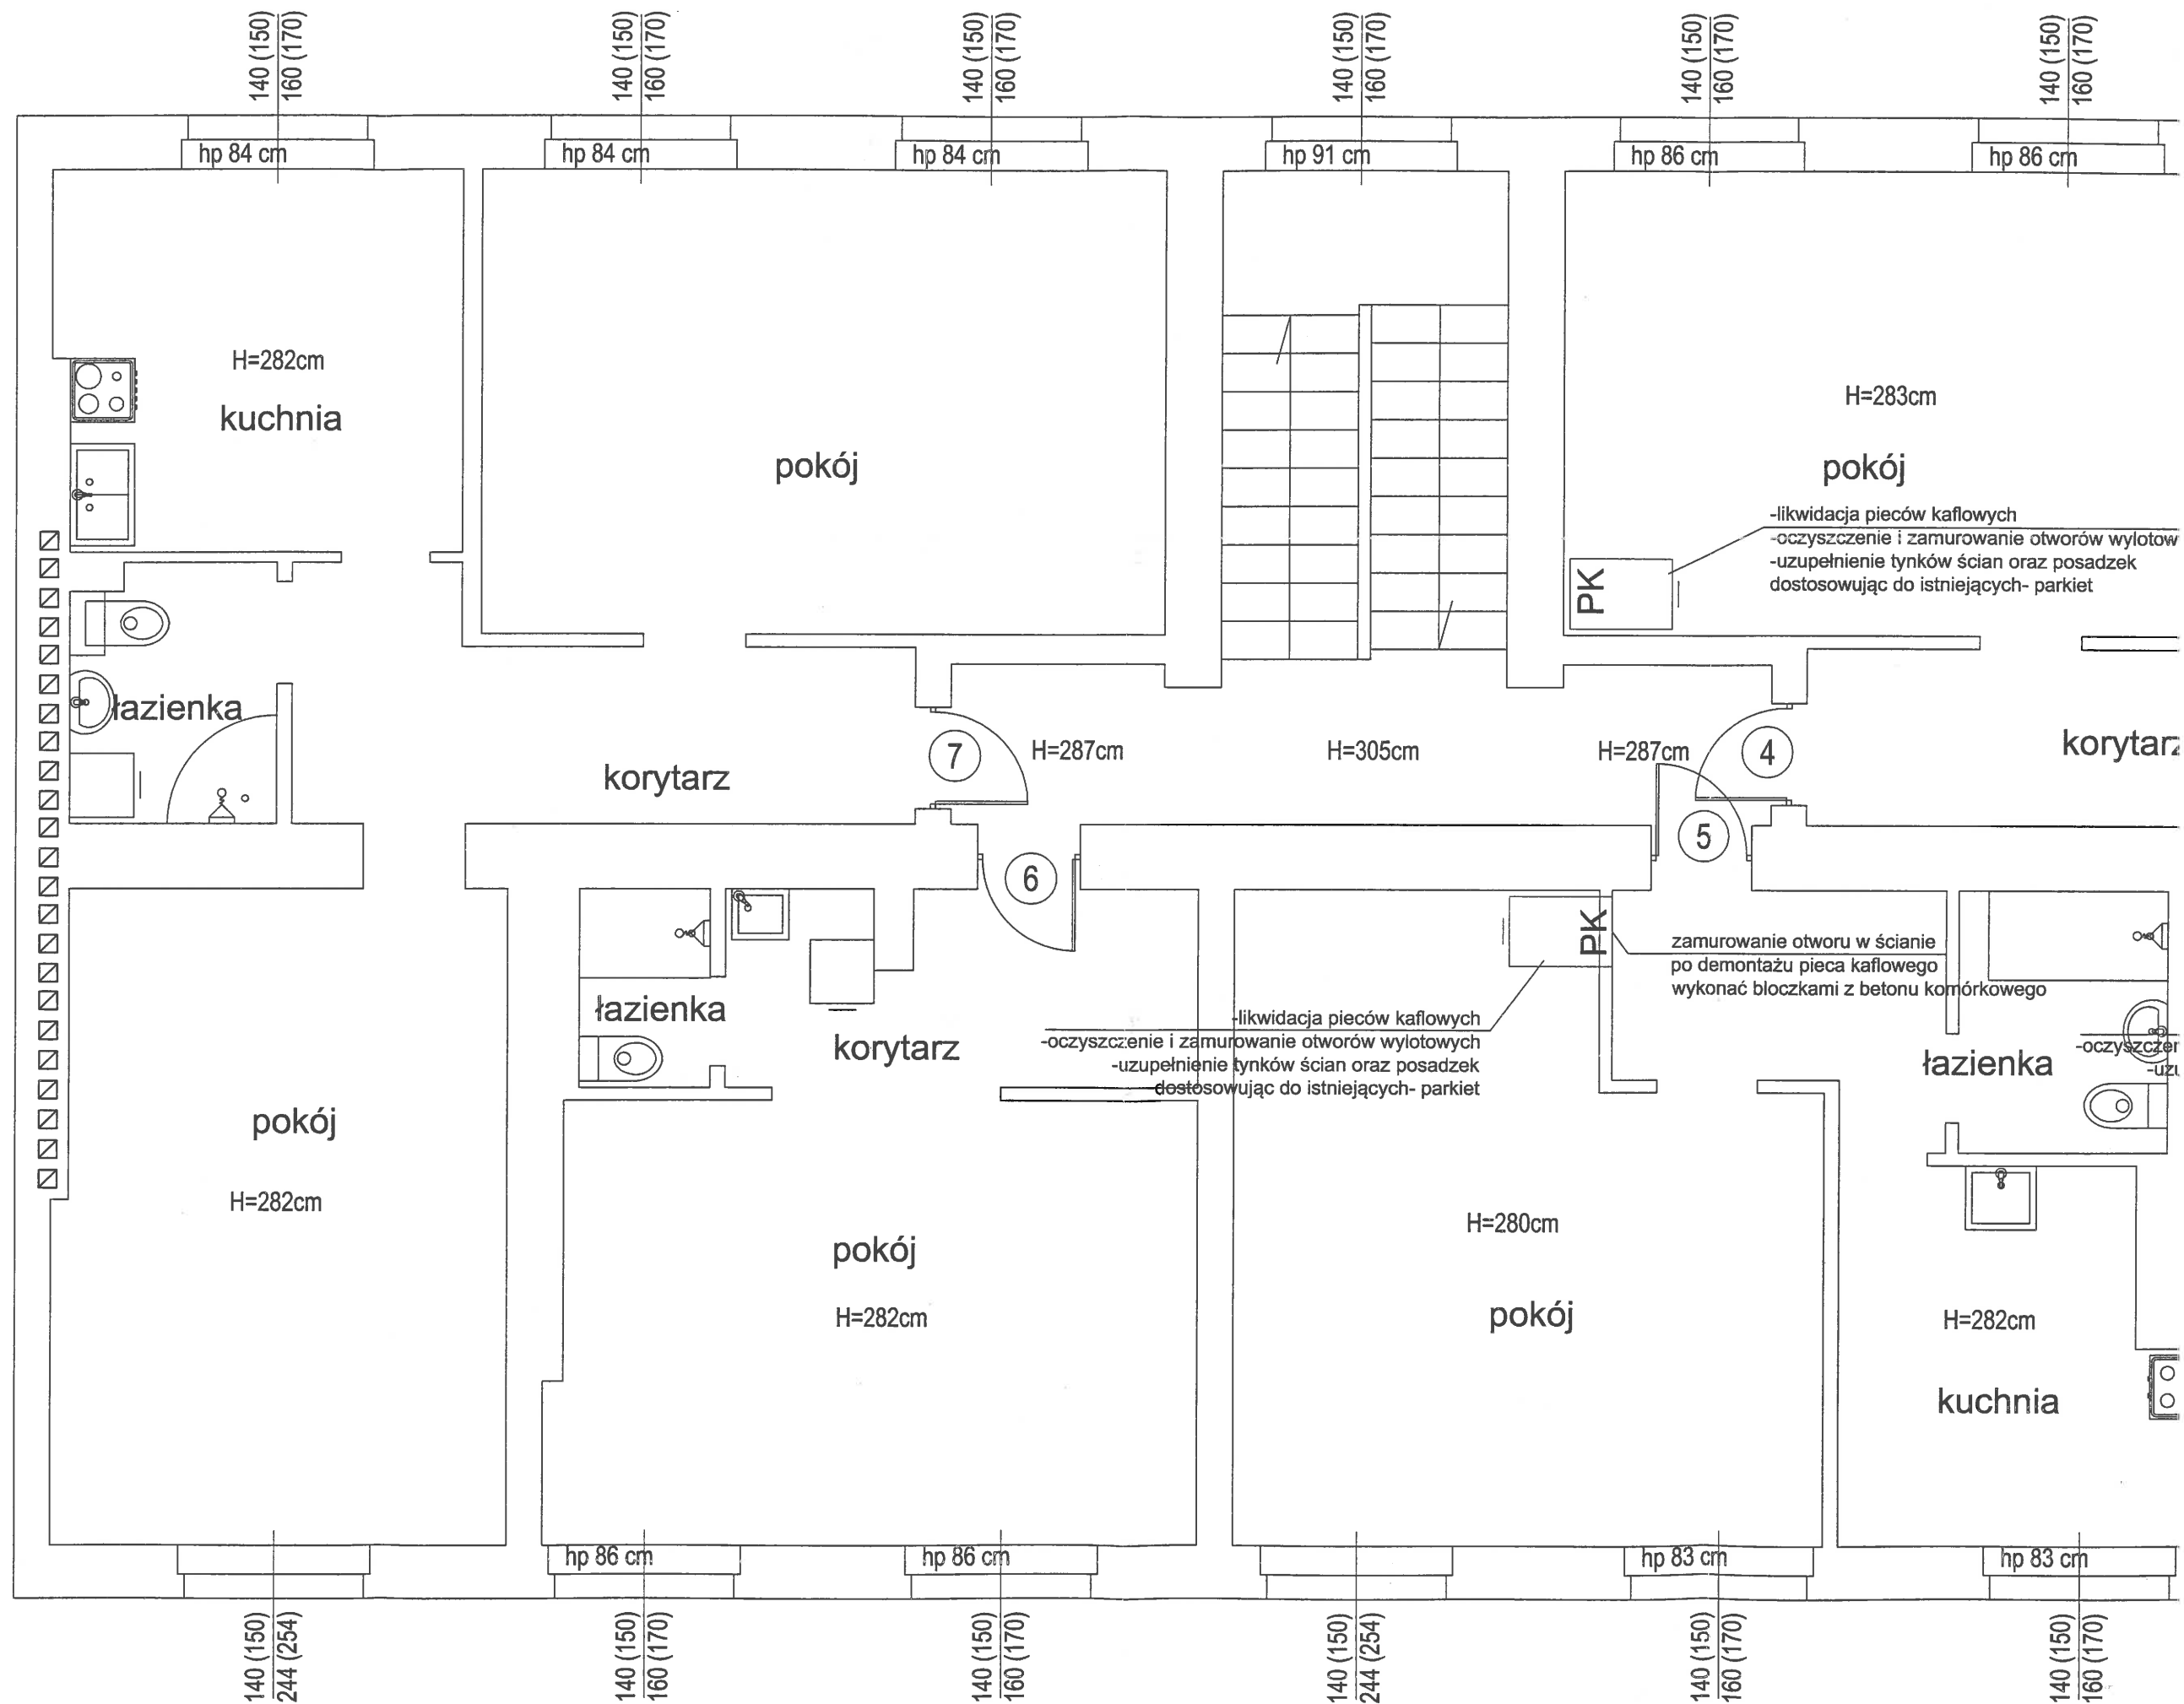 140 (150)
160 (170)
140 (150)
160 (170)
140 (150)
160 (170)
140 (150)
160 (170)
140 (150)
160 (170)
140 (150)
160 (170)
hp 84 cm
hp 84 cm
hp 84 cm
hp 91 cm
hp 86 cm
hp 86 cm
H=282cm
kuchnia
pokój
H=283cm
pokój
-likwidacja pieców kaflowych
-oczyszczenie i zamurowanie otworów wylotow
-uzupełnienie tynków ścian oraz posadzek
dostosowując do istniejących- parkiet
PK
łazienka
korytarz
7
H=287cm
H=305cm
H=287cm
4
korytarz
5
6
PK
zamurowanie otworu w ścianie
po demontażu pieca kaflowego
wykonać bloczkami z betonu komórkowego
łazienka
korytarz
-likwidacja pieców kaflowych
-oczyszczenie i zamurowanie otworów wylotowych
-uzupełnienie tynków ścian oraz posadzek
dostosowując do istniejących- parkiet
łazienka
-oczyszczen
-uzu
pokój
H=282cm
pokój
H=282cm
H=280cm
pokój
H=282cm
kuchnia
hp 86 cm
hp 86 cm
hp 83 cm
hp 83 cm
140 (150)
244 (254)
140 (150)
160 (170)
140 (150)
160 (170)
140 (150)
244 (254)
140 (150)
160 (170)
140 (150)
160 (170)